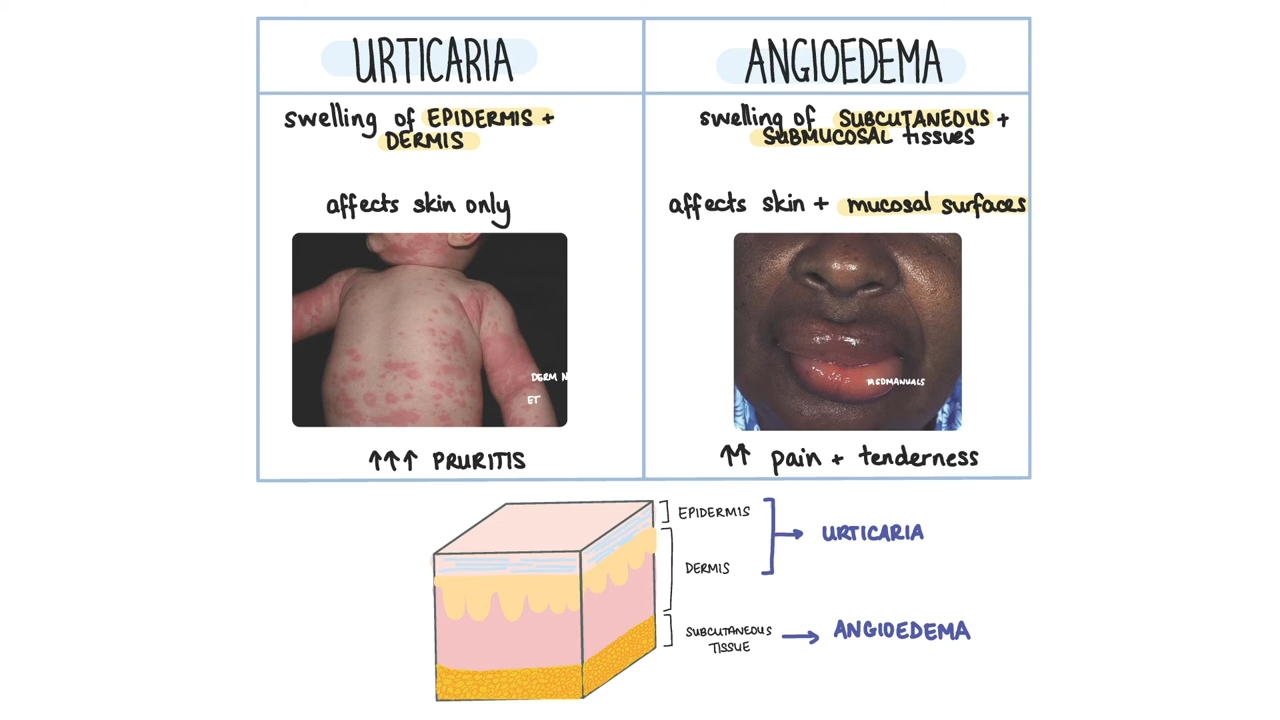 URTICARIA
swelling of EPIDERMIS +
DERMIS
affects skin only
DERM N
ET
↑↑↑ PRURITIS
ANGIOEDEMA
swelling of SUBCUTANEOUS +
SUBMUCOSAL tissues
affects skin + mucosal surfaces
MSDMANUALS
↑↑ pain + tenderness
EPIDERMIS
DERMIS
URTICARIA
SUBCUTANEOUS
TISSUE
ANGIOEDEMA